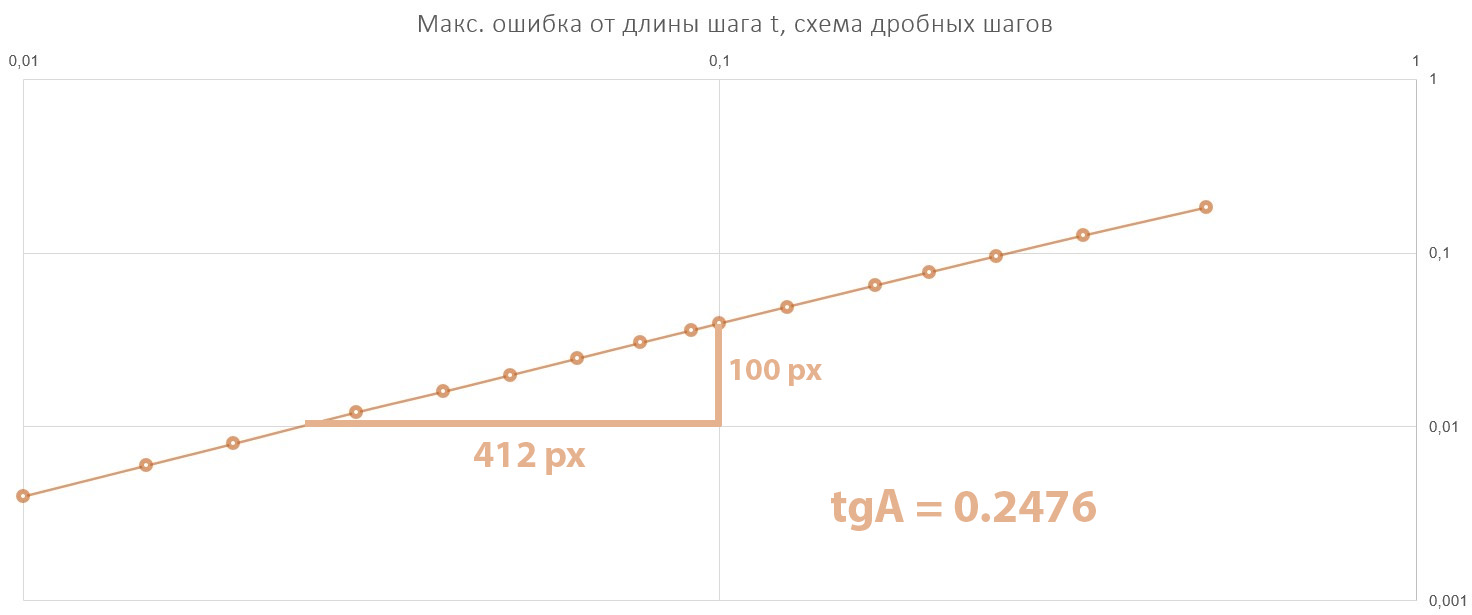 Макс. ошибка от длины шага t, схема дробных шагов
0,01 0,1 1
1
0,1
100 px
0,01
412 px
tgA = 0.2476
0,001